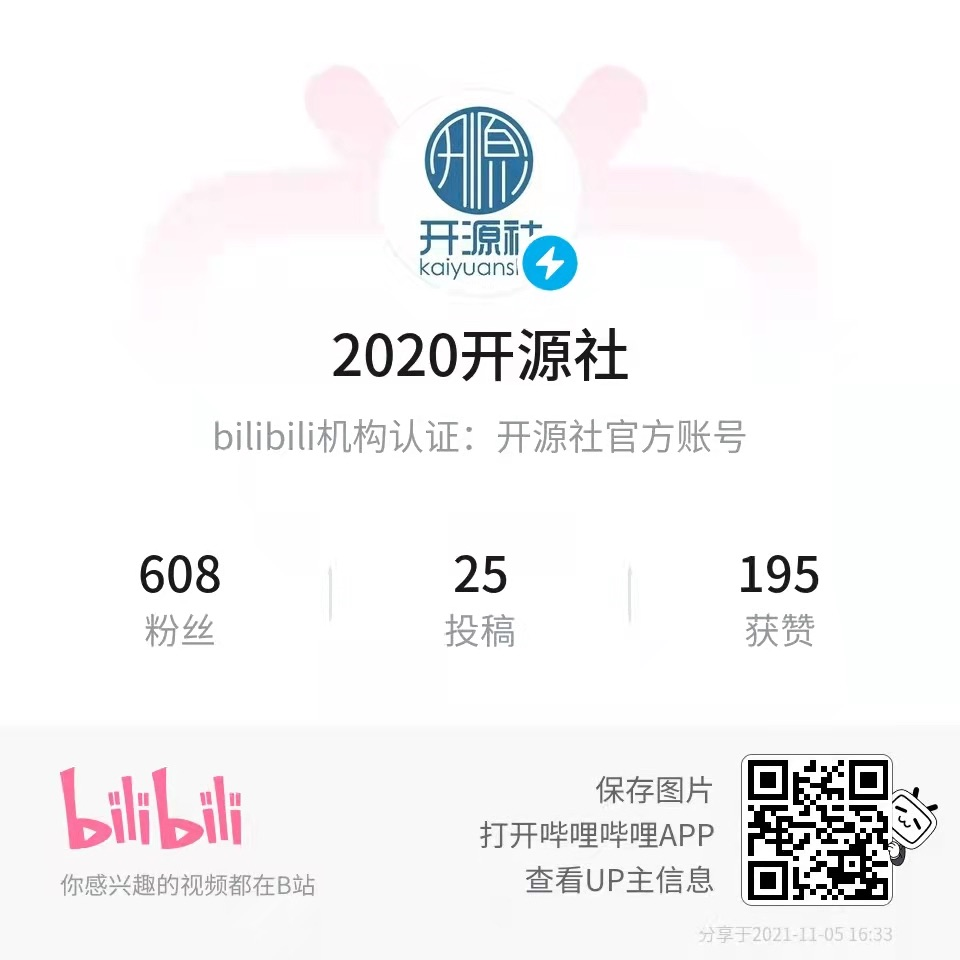 开源
开源社
kaiyuans
2020开源社
bilibili机构认证：开源社官方账号
608
粉丝
25
投稿
195
获赞
bilibili
你感兴趣的视频都在B站
保存图片
打开哔哩哔哩APP
查看UP主信息
分享于2021-11-05 16:33